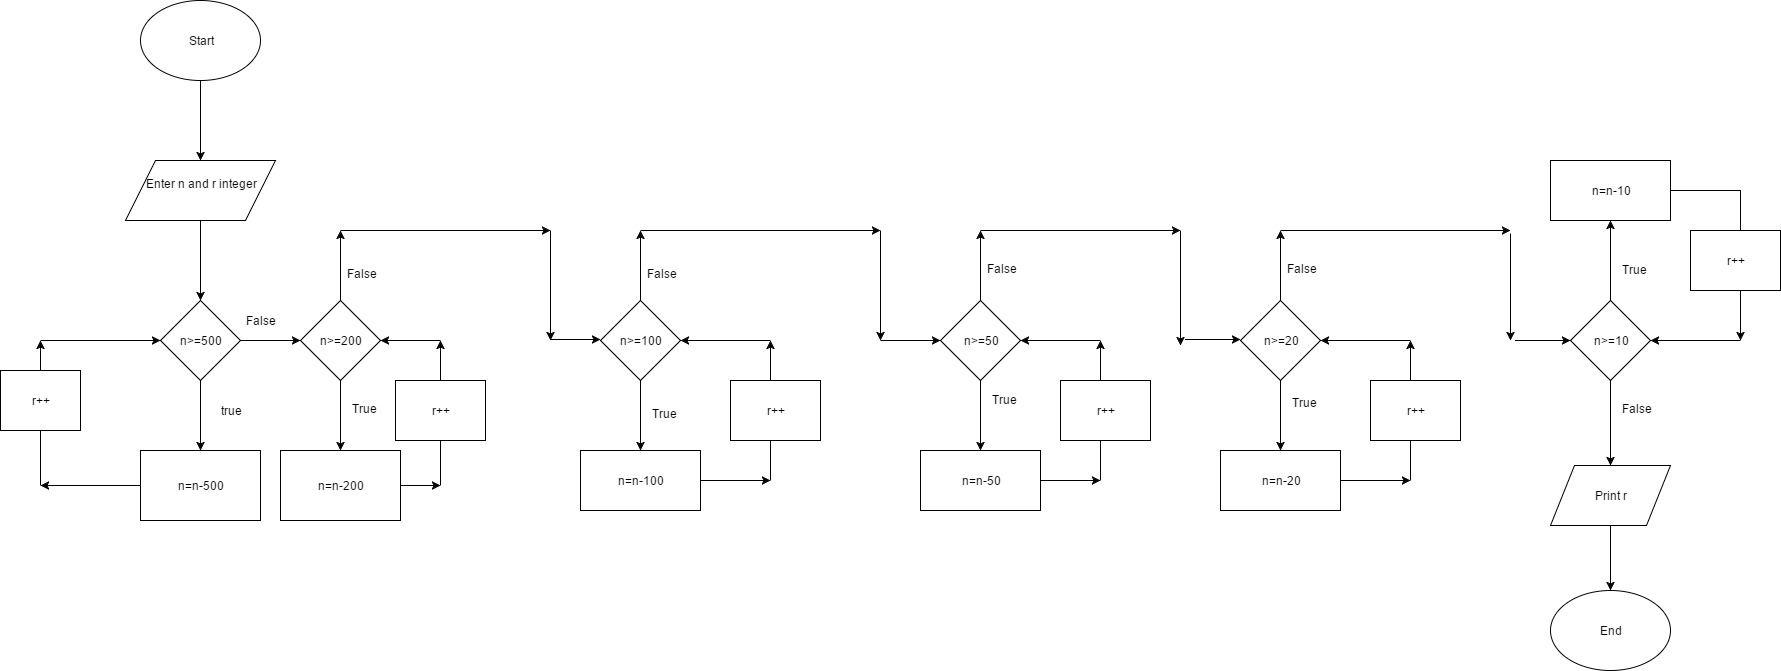 Start
Enter n and r integer
n>=500
False
true
n=n-500
r++
n>=200
False
True
n=n-200
r++
n>=100
False
True
n=n-100
r++
n>=50
False
True
n=n-50
r++
n>=20
False
True
n=n-20
r++
n>=10
True
n=n-10
r++
False
Print r
End